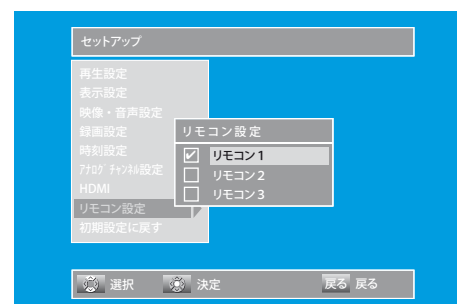 セットアップ
再生設定
表示設定
映像・音声設定
録画設定
時刻設定
ｱﾅﾛｸﾞ ﾁｬﾝﾈﾙ設定
HDMI
リモコン設定
初期設定に戻す
リモコン設定
リモコン1
リモコン2
リモコン3
選択 決定 戻る 戻る